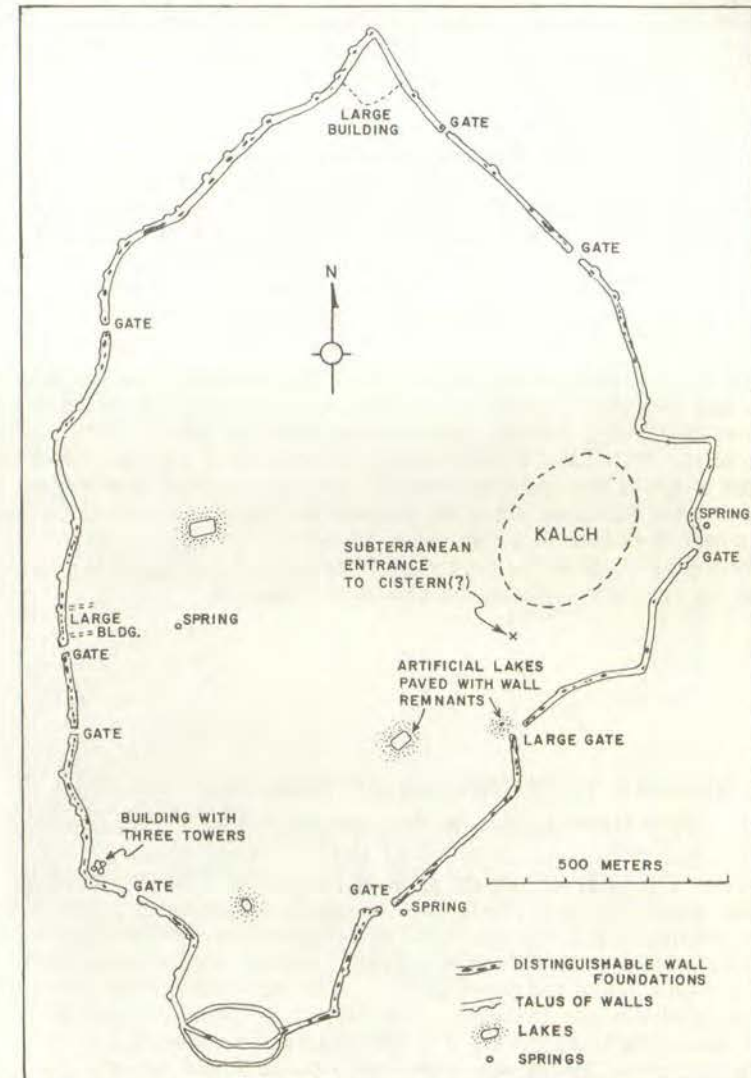 LARGE
BUILDING
GATE
GATE
N
GATE
KALCH
SPRING
SUBTERRANEAN
ENTRANCE
TO CISTERN(?)
GATE
LARGE
BLDG.
SPRING
GATE
ARTIFICIAL LAKES
PAVED WITH WALL
REMNANTS
GATE
LARGE GATE
BUILDING WITH
THREE TOWERS
500 METERS
GATE
GATE
SPRING
DISTINGUISHABLE WALL
FOUNDATIONS
TALUS OF WALLS
LAKES
SPRINGS